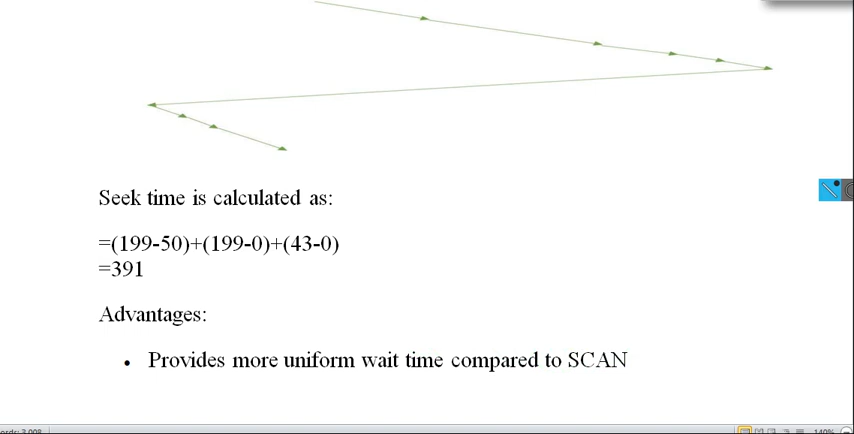 Seek time is calculated as:
=(199-50)+(199-0)+(43-0)
=391
Advantages:
• Provides more uniform wait time compared to SCAN
140%